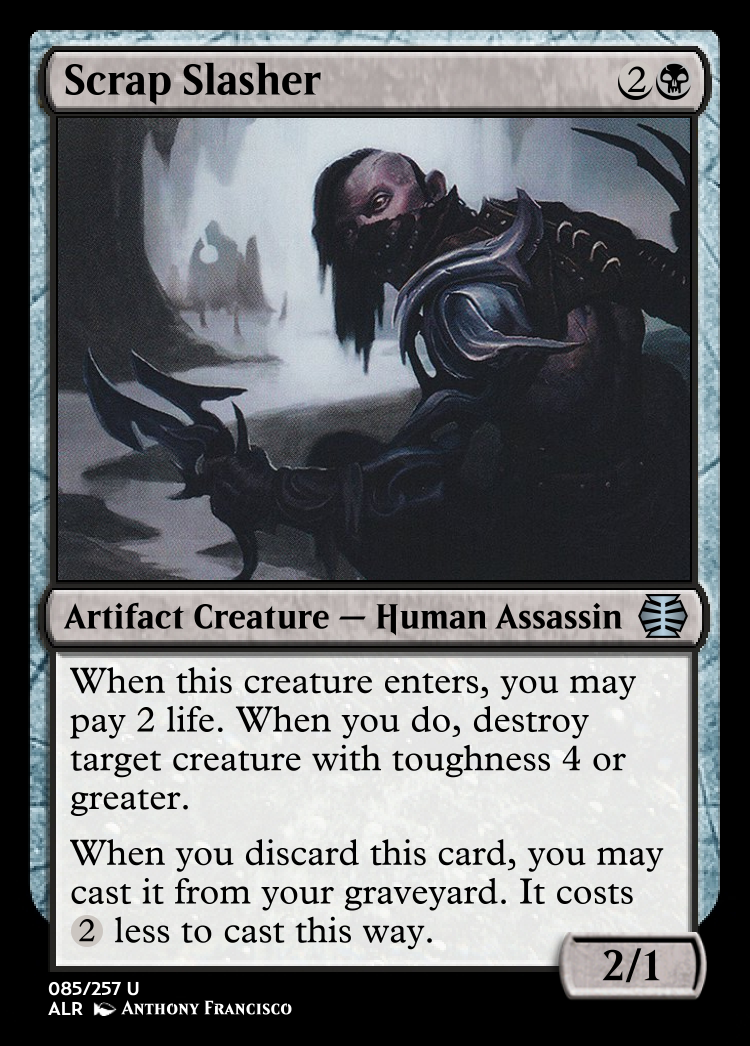 Scrap Slasher 2
Artifact Creature — Human Assassin
When this creature enters, you may
pay 2 life. When you do, destroy
target creature with toughness 4 or
greater.
When you discard this card, you may
cast it from your graveyard. It costs
2 less to cast this way.
2/1
085/257 U
ALR Anthony Francisco